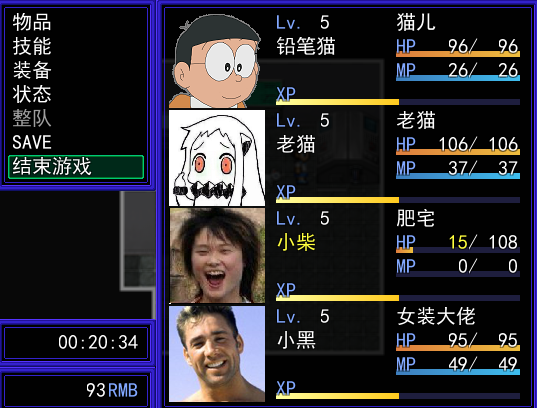 物品
技能
装备
状态
整队
SAVE
结束游戏
00:20:34
93RMB
Lv. 5 猫儿
铅笔猫 HP 96/ 96
MP 26/ 26
XP
Lv. 5 老猫
老猫 HP 106/ 106
MP 37/ 37
XP
Lv. 5 肥宅
小柴 HP 15/ 108
MP 0/ 0
XP
Lv. 5 女装大佬
小黑 HP 95/ 95
MP 49/ 49
XP